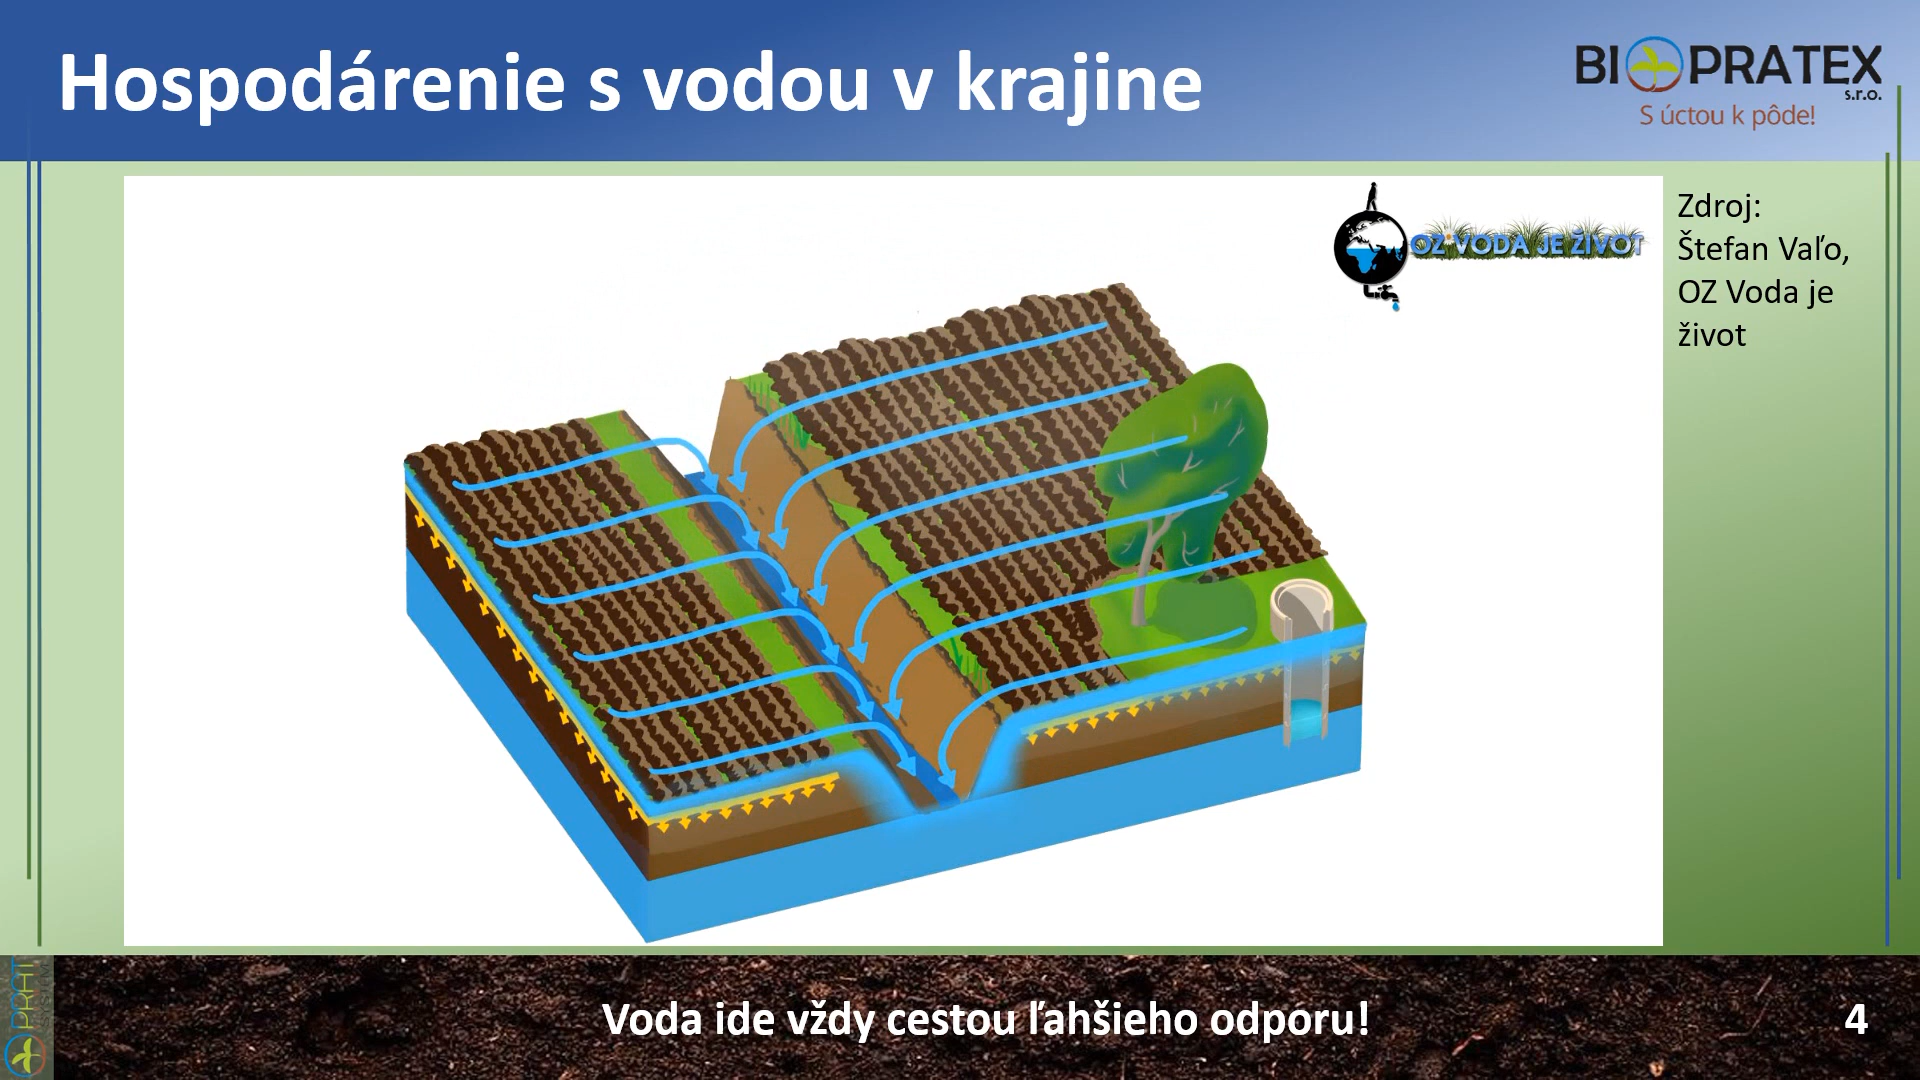 Hospodárenie s vodou v krajine
BIOPRATEX
s.r.o.
S úctou k pôde!
OZ VODA JE ŽIVOT
Zdroj:
Štefan Vaľo,
OZ Voda je
život
Voda ide vždy cestou ľahšieho odporu!
4